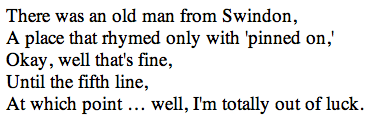 There was an old man from Swindon,
A place that rhymed only with 'pinned on,'
Okay, well that's fine,
Until the fifth line,
At which point … well, I'm totally out of luck.